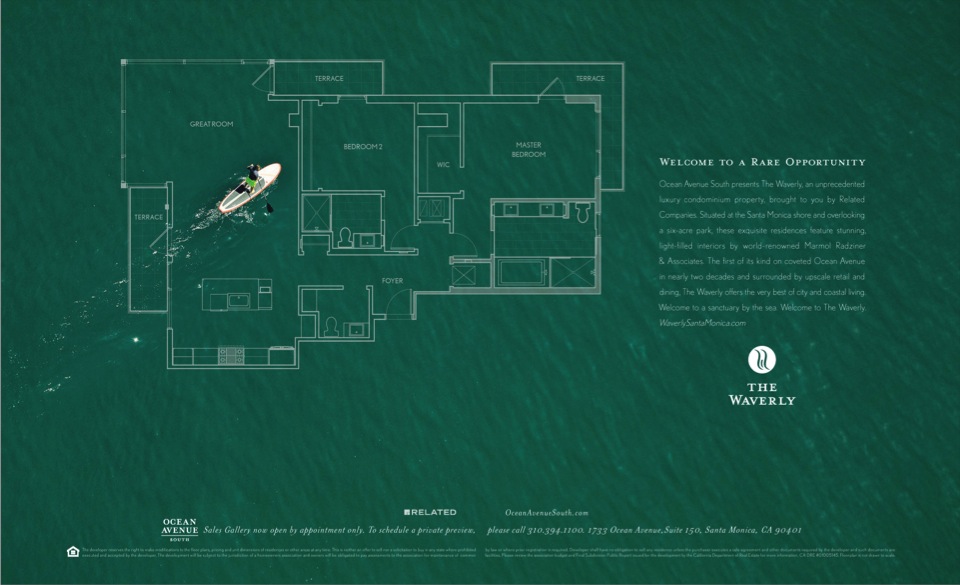 TERRACE
TERRACE
GREATROOM
BEDROOM 2
MASTER
BEDROOM
WIC
TERRACE
FOYER
WELCOME TO A RARE OPPORTUNITY
Ocean Avenue South presents The Waverly, an unprecedented
luxury condominium property, brought to you by Related
Companies. Situated at the Santa Monica shore and overlooking
a six-acre park, these exquisite residences feature stunning,
light-filled interiors by world-renowned Marmol Radziner
& Associates. The first of its kind on coveted Ocean Avenue
in nearly two decades and surrounded by upscale retail and
dining, The Waverly offers the very best of city and coastal living.
Welcome to a sanctuary by the sea. Welcome to The Waverly.
WaverlySantaMonica.com
THE
WAVERLY
RELATED
OceanAvenueSouth.com
OCEAN
AVENUE
SOUTH
Sales Gallery now open by appointment only. To schedule a private preview, please call 310.394.1100. 1733 Ocean Avenue, Suite 150, Santa Monica, CA 90401